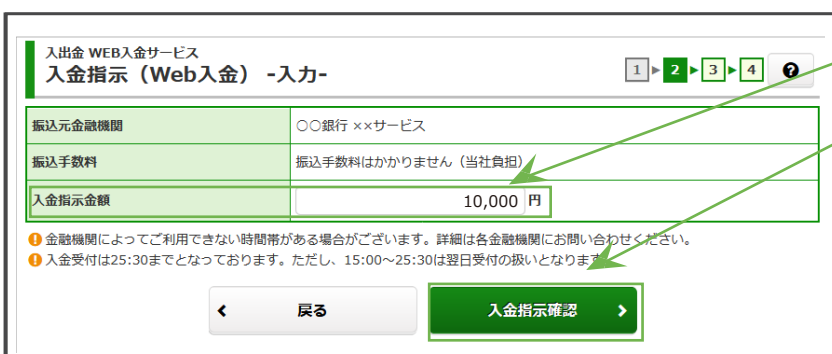 入出金 WEB入金サービス
入金指示（Web入金） -入力-
1 2 3 4 ?
振込元金融機関 ○○銀行 ××サービス
振込手数料 振込手数料はかかりません（当社負担）
入金指示金額 10,000 円
! 金融機関によってご利用できない時間帯がある場合がございます。詳細は各金融機関にお問い合わせください。
! 入金受付は25:30までとなっております。ただし、15:00～25:30は翌日受付の扱いとなります
戻る 入金指示確認